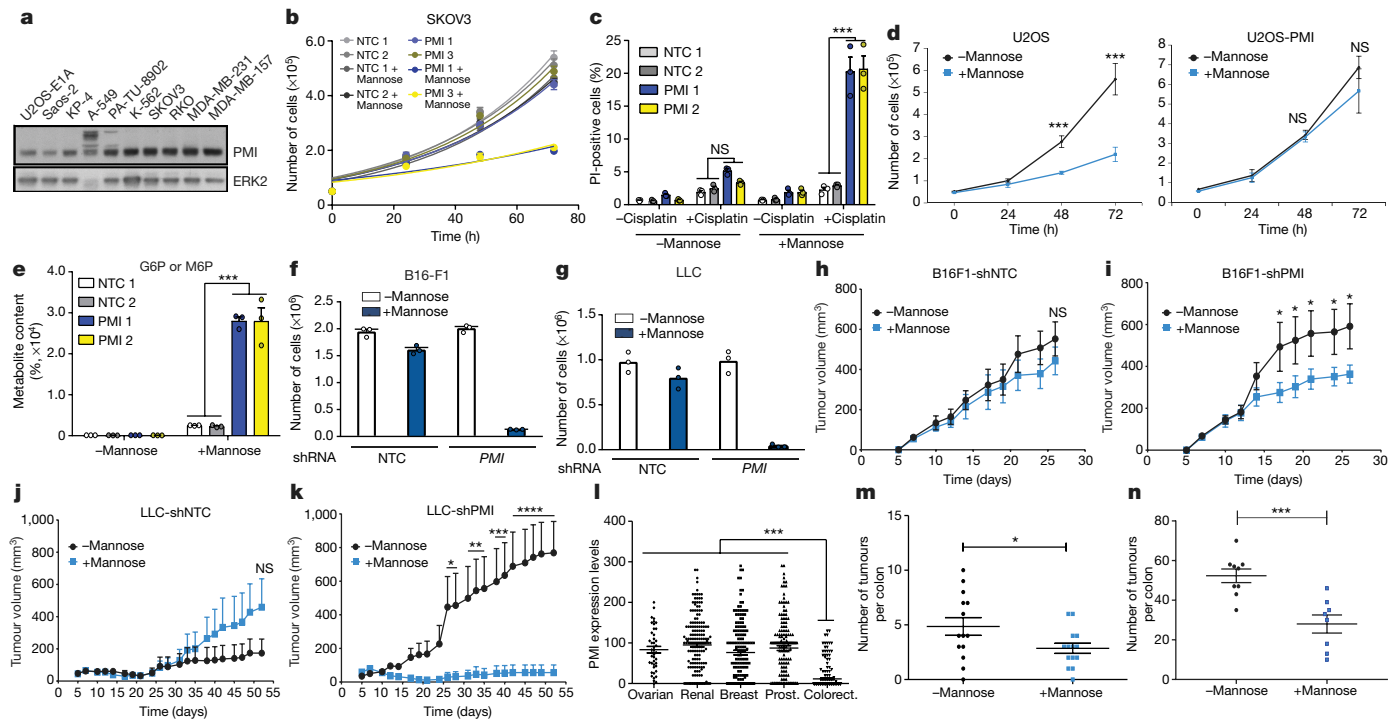 a
U2OS-E1A
Saos-2
KP-4
A-549
PA-TU-8902
K-562
SKOV3
RKO
MDA-MB-231
MDA-MB-157
PMI
ERK2
b
SKOV3
NTC 1
NTC 2
NTC 1 + Mannose
NTC 2 + Mannose
PMI 1
PMI 3
PMI 1 + Mannose
PMI 3 + Mannose
Number of cells (×10⁵)
6.0
4.0
2.0
0
0 20 40 60 80
Time (h)
c
NTC 1
NTC 2
PMI 1
PMI 2
PI-positive cells (%)
25
20
15
10
5
0
NS
***
–Cisplatin +Cisplatin –Cisplatin +Cisplatin
–Mannose +Mannose
d
U2OS
–Mannose
+Mannose
Number of cells (×10⁵)
7
6
5
4
3
2
1
0
***
***
0 24 48 72
Time (h)
U2OS-PMI
–Mannose
+Mannose
8
7
6
5
4
3
2
1
0
NS
NS
0 24 48 72
Time (h)
e
G6P or M6P
NTC 1
NTC 2
PMI 1
PMI 2
Metabolite content
(%, ×10⁴)
4.0
3.0
2.0
1.0
0
***
–Mannose +Mannose
f
B16-F1
–Mannose
+Mannose
Number of cells (×10⁶)
2.5
2.0
1.5
1.0
0.5
0
shRNA NTC PMI
g
LLC
–Mannose
+Mannose
Number of cells (×10⁶)
1.5
1.0
0.5
0
shRNA NTC PMI
h
B16F1-shNTC
–Mannose
+Mannose
Tumour volume (mm³)
800
600
400
200
0
NS
0 5 10 15 20 25 30
Time (days)
i
B16F1-shPMI
–Mannose
+Mannose
Tumour volume (mm³)
800
600
400
200
0
* * * * *
0 5 10 15 20 25 30
Time (days)
j
LLC-shNTC
–Mannose
+Mannose
Tumour volume (mm³)
1,000
800
600
400
200
0
NS
0 5 10 15 20 25 30 35 40 45 50 55
Time (days)
k
LLC-shPMI
–Mannose
+Mannose
Tumour volume (mm³)
1,000
800
600
400
200
0
* ** *** ****
0 5 10 15 20 25 30 35 40 45 50 55
Time (days)
l
PMI expression levels
400
300
200
100
0
***
Ovarian Renal Breast Prost. Colorect.
m
Number of tumours
per colon
15
10
5
0
*
–Mannose +Mannose
n
Number of tumours
per colon
80
60
40
20
0
***
–Mannose +Mannose